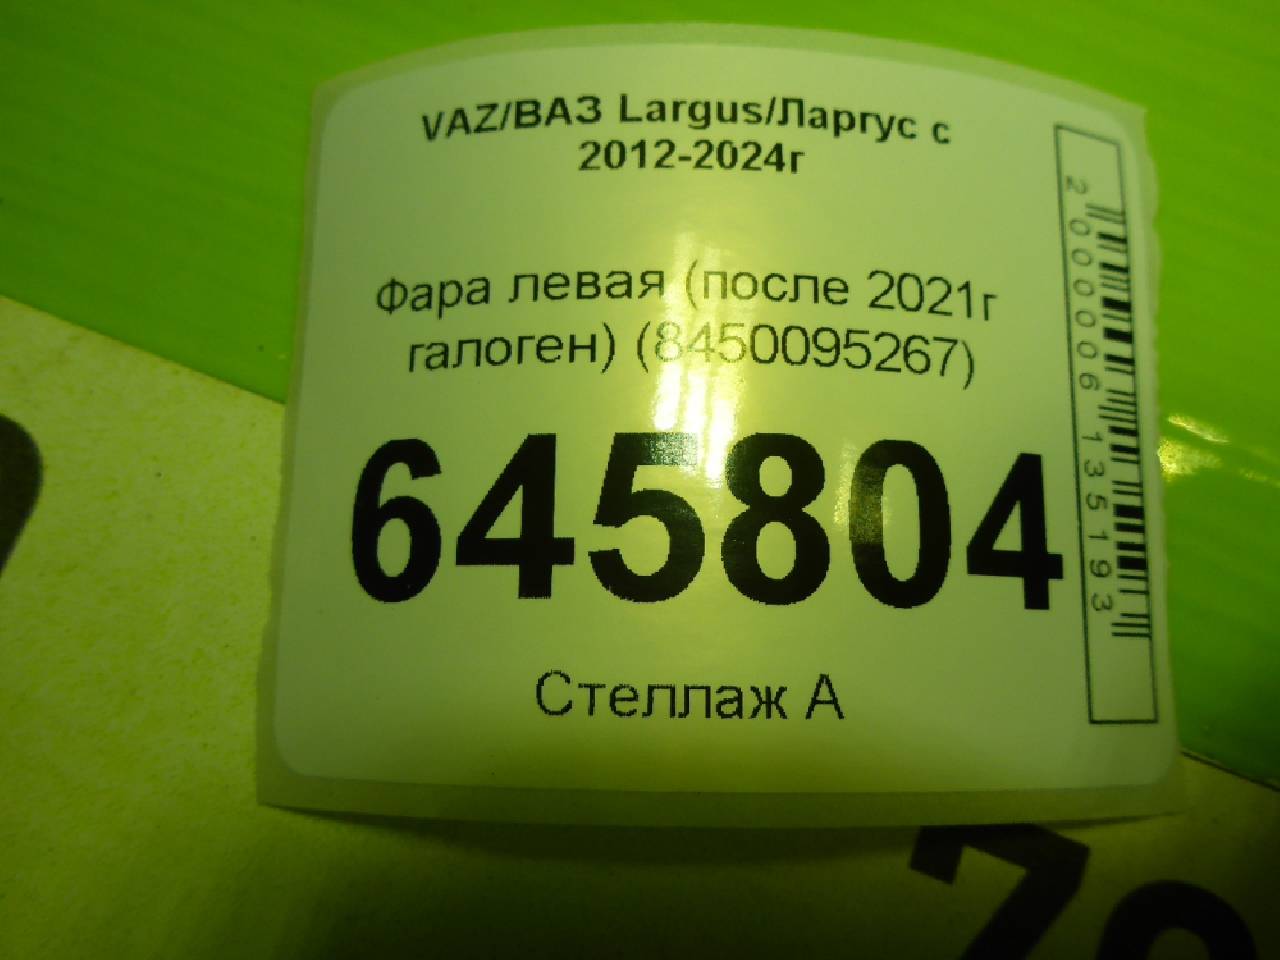 VAZ/ВАЗ Largus/Ларгус с
2012-2024г
Фара левая (после 2021г
галоген) (8450095267)
645804
Стеллаж А
2000006135193